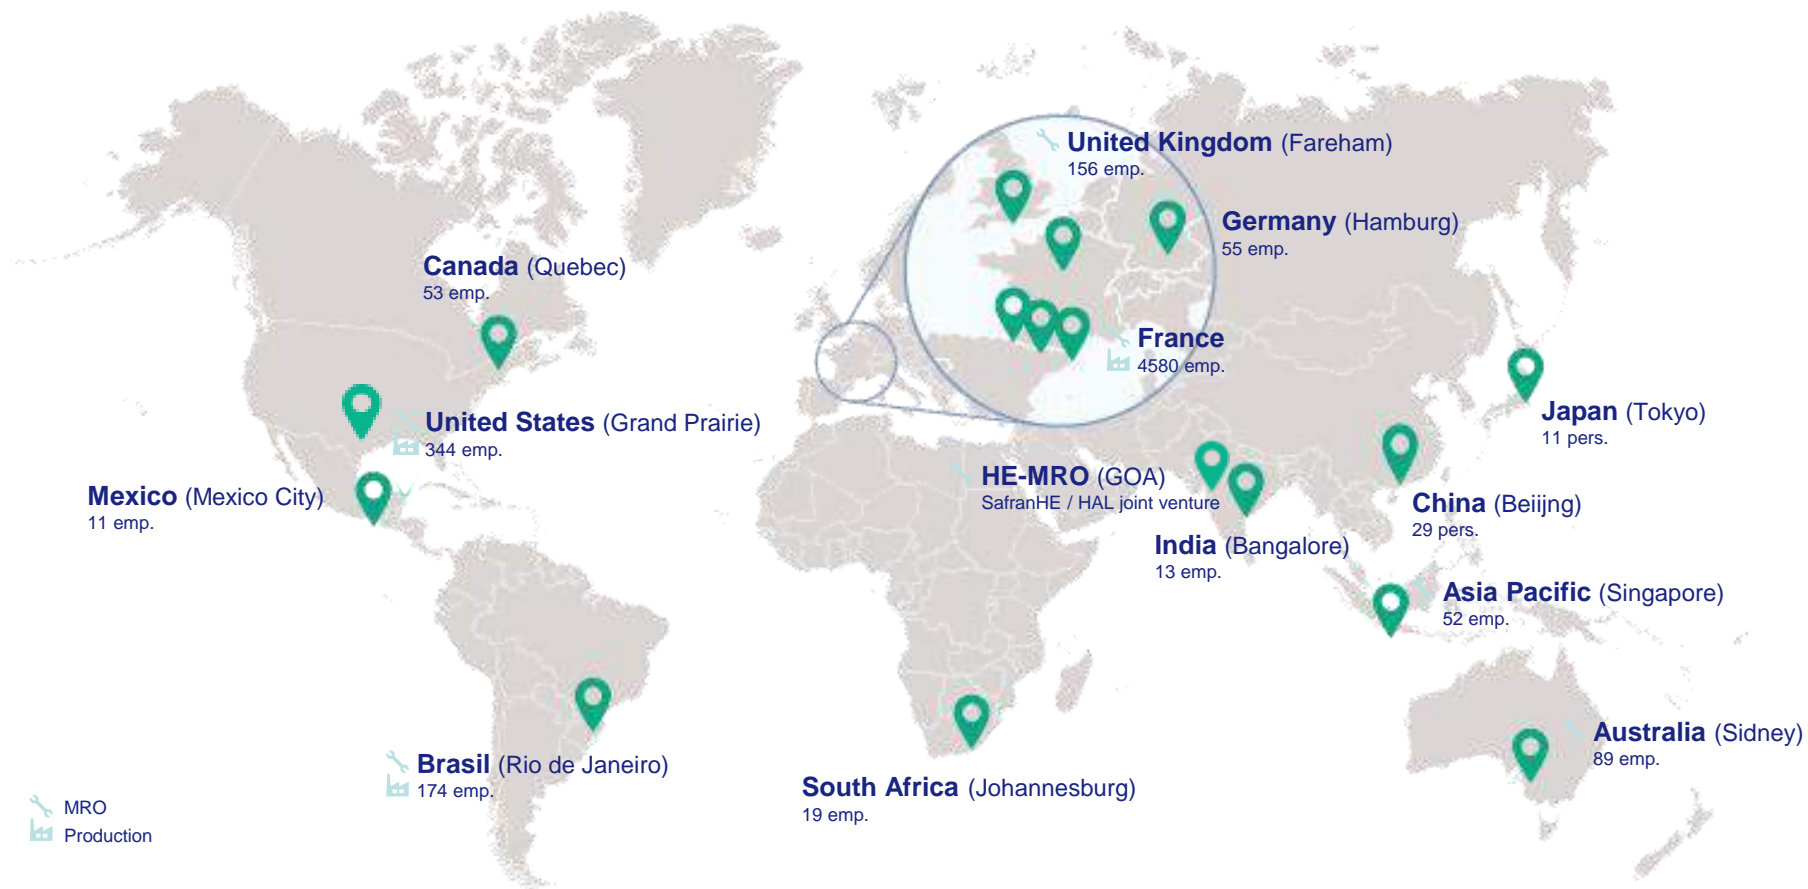 United Kingdom (Fareham)
156 emp.
Germany (Hamburg)
55 emp.
Canada (Quebec)
53 emp.
France
4580 emp.
Japan (Tokyo)
11 pers.
United States (Grand Prairie)
344 emp.
HE-MRO (GOA)
SafranHE / HAL joint venture
Mexico (Mexico City)
11 emp.
China (Beiijng)
29 pers.
India (Bangalore)
13 emp.
Asia Pacific (Singapore)
52 emp.
Australia (Sidney)
89 emp.
Brasil (Rio de Janeiro)
174 emp.
South Africa (Johannesburg)
19 emp.
MRO
Production